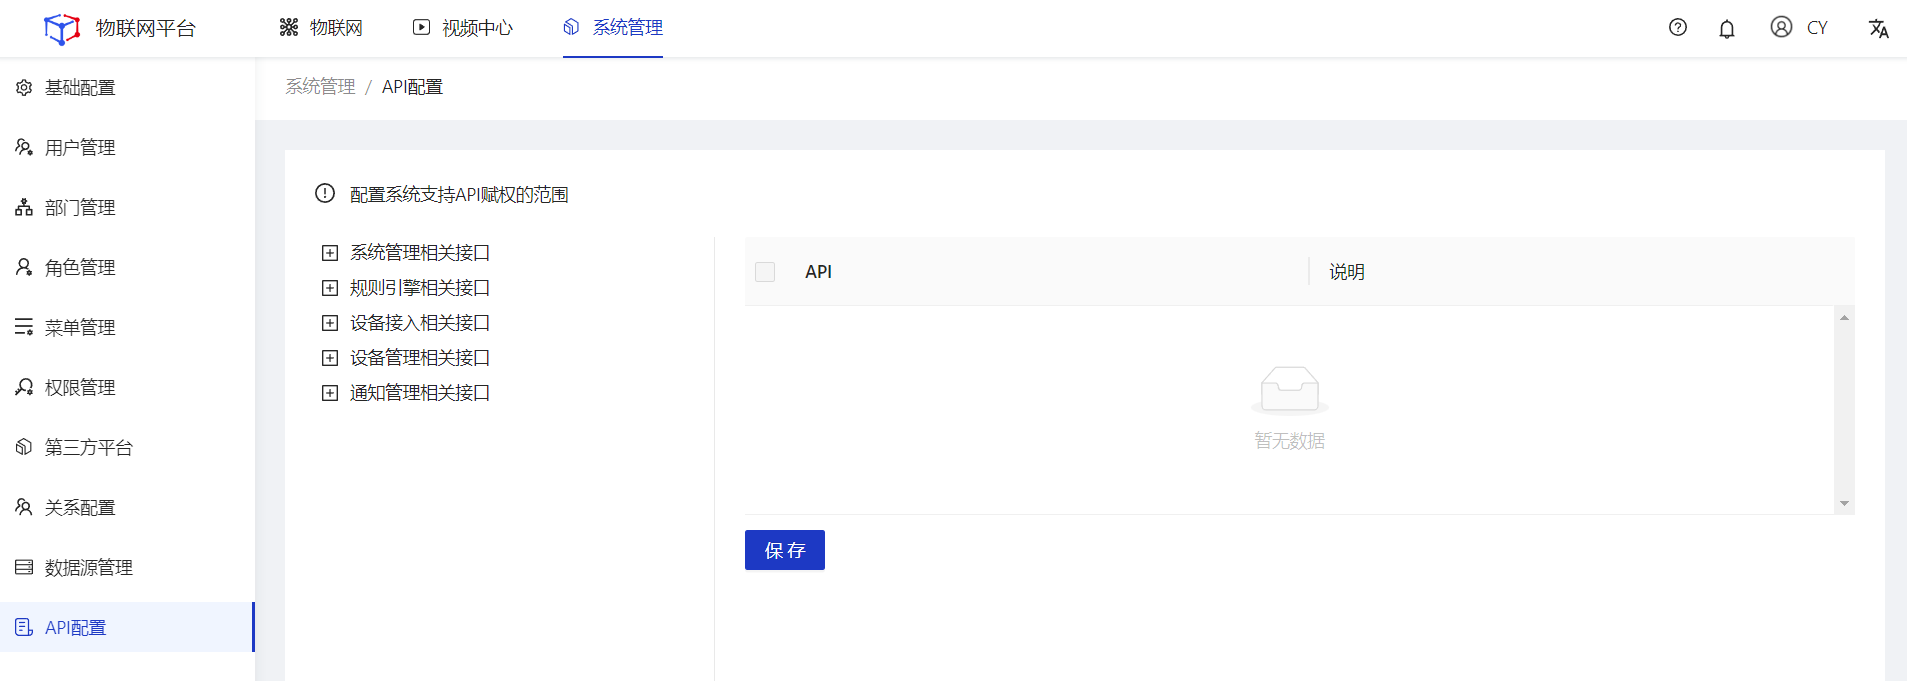 物联网平台
物联网
视频中心
系统管理
CY
基础配置
用户管理
部门管理
角色管理
菜单管理
权限管理
第三方平台
关系配置
数据源管理
API配置
系统管理 / API配置
配置系统支持API赋权的范围
系统管理相关接口
规则引擎相关接口
设备接入相关接口
设备管理相关接口
通知管理相关接口
API
说明
暂无数据
保存